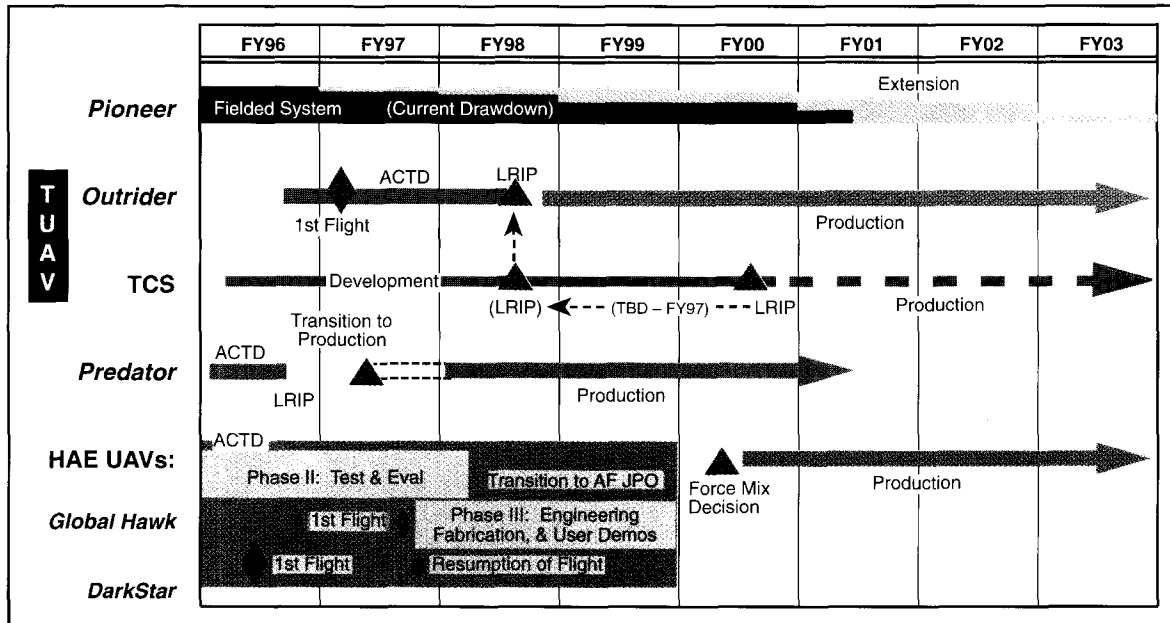 FY96 FY97 FY98 FY99 FY00 FY01 FY02 FY03
Extension
Pioneer Fielded System (Current Drawdown)
TUAV
ACTD LRIP
Outrider
1st Flight Production
TCS Development
(LRIP) (TBD – FY97) LRIP Production
Transition to
Production
ACTD
Predator
LRIP Production
ACTD
HAE UAVs:
Phase II: Test & Eval Transition to AF JPO
Force Mix
Decision
Production
Global Hawk 1st Flight Phase III: Engineering
Fabrication, & User Demos
1st Flight Resumption of Flight
DarkStar